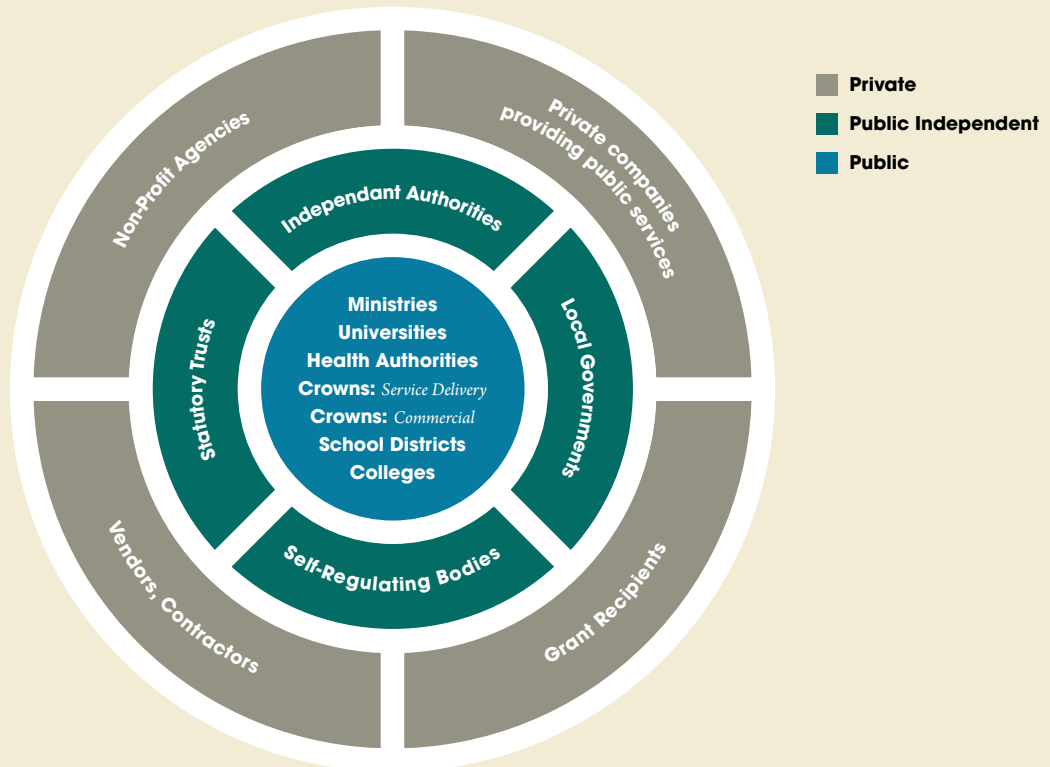 Private
Public Independent
Public
Non-Profit Agencies
Private companies
providing public services
Independant Authorities
Statutory Trusts
Local Governments
Ministries
Universities
Health Authorities
Crowns: Service Delivery
Crowns: Commercial
School Districts
Colleges
Self-Regulating Bodies
Vendors, Contractors
Grant Recipients